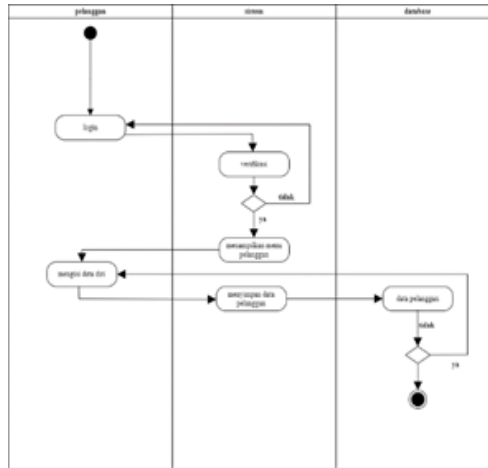 pelanggan
sistem
database
login
verifikasi
tidak
ya
menampilkan menu
pelanggan
mengisi data diri
menyimpan data
pelanggan
data pelanggan
tidak
ya